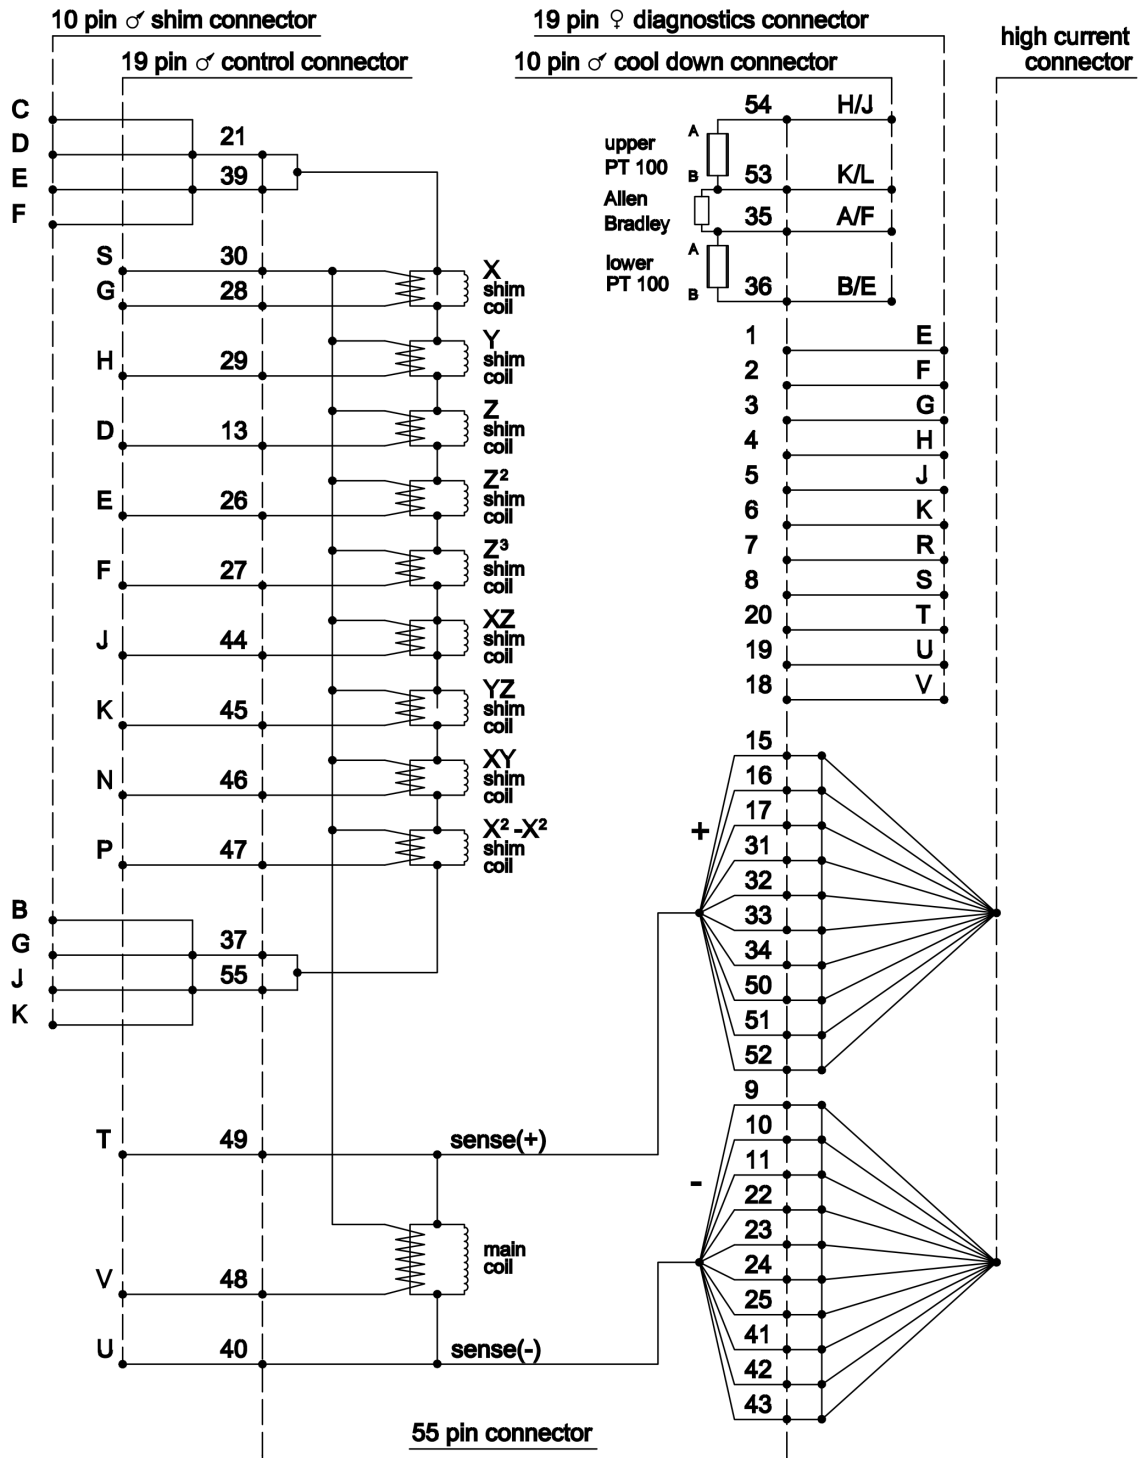 10 pin ♂ shim connector
19 pin ♂ control connector
19 pin ♀ diagnostics connector
10 pin ♂ cool down connector
high current
connector
C
D
21
E
39
F
S
30
G
28
X
shim
coil
H
29
Y
shim
coil
D
13
Z
shim
coil
E
26
Z²
shim
coil
F
27
Z³
shim
coil
J
44
XZ
shim
coil
K
45
YZ
shim
coil
N
46
XY
shim
coil
P
47
X² -X²
shim
coil
B
G
37
J
55
K
T
49
sense(+)
main
coil
V
48
U
40
sense(-)
55 pin connector
54
H/J
A
upper
PT 100
B
53
K/L
Allen
Bradley
35
A/F
A
lower
PT 100
B
36
B/E
1
E
2
F
3
G
4
H
5
J
6
K
7
R
8
S
20
T
19
U
18
V
15
16
17
+
31
32
33
34
50
51
52
9
10
11
-
22
23
24
25
41
42
43